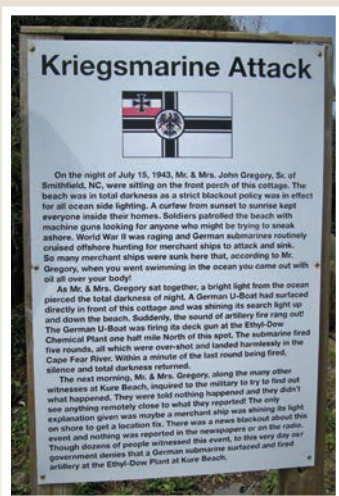 Kriegsmarine Attack
On the night of July 15, 1943, Mr. & Mrs. John Gregory, Sr. of
Smithfield, NC, were sitting on the front porch of this cottage. The
beach was in total darkness as a strict blackout policy was in effect
for all ocean side lighting. A curfew from sunset to sunrise kept
everyone inside their homes. Soldiers patrolled the beach with
machine guns looking for anyone who might be trying to sneak
ashore. World War II was raging and German submarines routinely
cruised offshore hunting for merchant ships to attack and sink.
So many merchant ships were sunk here that, according to Mr.
Gregory, when you went swimming in the ocean you came out with
oil all over your body!
As Mr. & Mrs. Gregory sat together, a bright light from the ocean
pierced the total darkness of night. A German U-Boat had surfaced
directly in front of this cottage and was shining its search light up
and down the beach. Suddenly, the sound of artillery fire rang out!
The German U-Boat was firing its deck gun at the Ethyl-Dow
Chemical Plant one half mile North of this spot. The submarine fired
five rounds, all which were over-shot and landed harmlessly in the
Cape Fear River. Within a minute of the last round being fired,
silence and total darkness returned.
The next morning, Mr. & Mrs. Gregory, along the many other
witnesses at Kure Beach, inquired to the military to try to find out
what happened. They were told nothing happened and they didn't
see anything remotely close to what they reported! The only
explanation given was maybe a merchant ship was shining its light
on shore to get a location fix. There was a news blackout about this
event and nothing was reported in the newspapers or on the radio.
Though dozens of people witnessed this event, to this very day our
government denies that a German submarine surfaced and fired
artillery at the Ethyl-Dow Plant at Kure Beach.